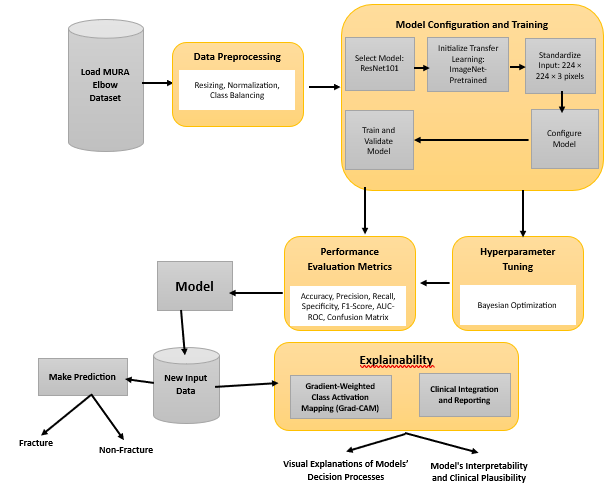 Load MURA
Elbow
Dataset
Data Preprocessing
Resizing, Normalization,
Class Balancing
Model Configuration and Training
Select Model:
ResNet101
Initialize Transfer
Learning:
ImageNet-
Pretrained
Standardize
Input: 224 ×
224 × 3 pixels
Configure
Model
Train and
Validate
Model
Performance
Evaluation Metrics
Accuracy, Precision, Recall,
Specificity, F1-Score, AUC-
ROC, Confusion Matrix
Hyperparameter
Tuning
Bayesian Optimization
Model
New Input
Data
Make Prediction
Fracture
Non-Fracture
Explainability
Gradient-Weighted
Class Activation
Mapping (Grad-CAM)
Clinical Integration
and Reporting
Visual Explanations of Models’
Decision Processes
Model's Interpretability
and Clinical Plausibility